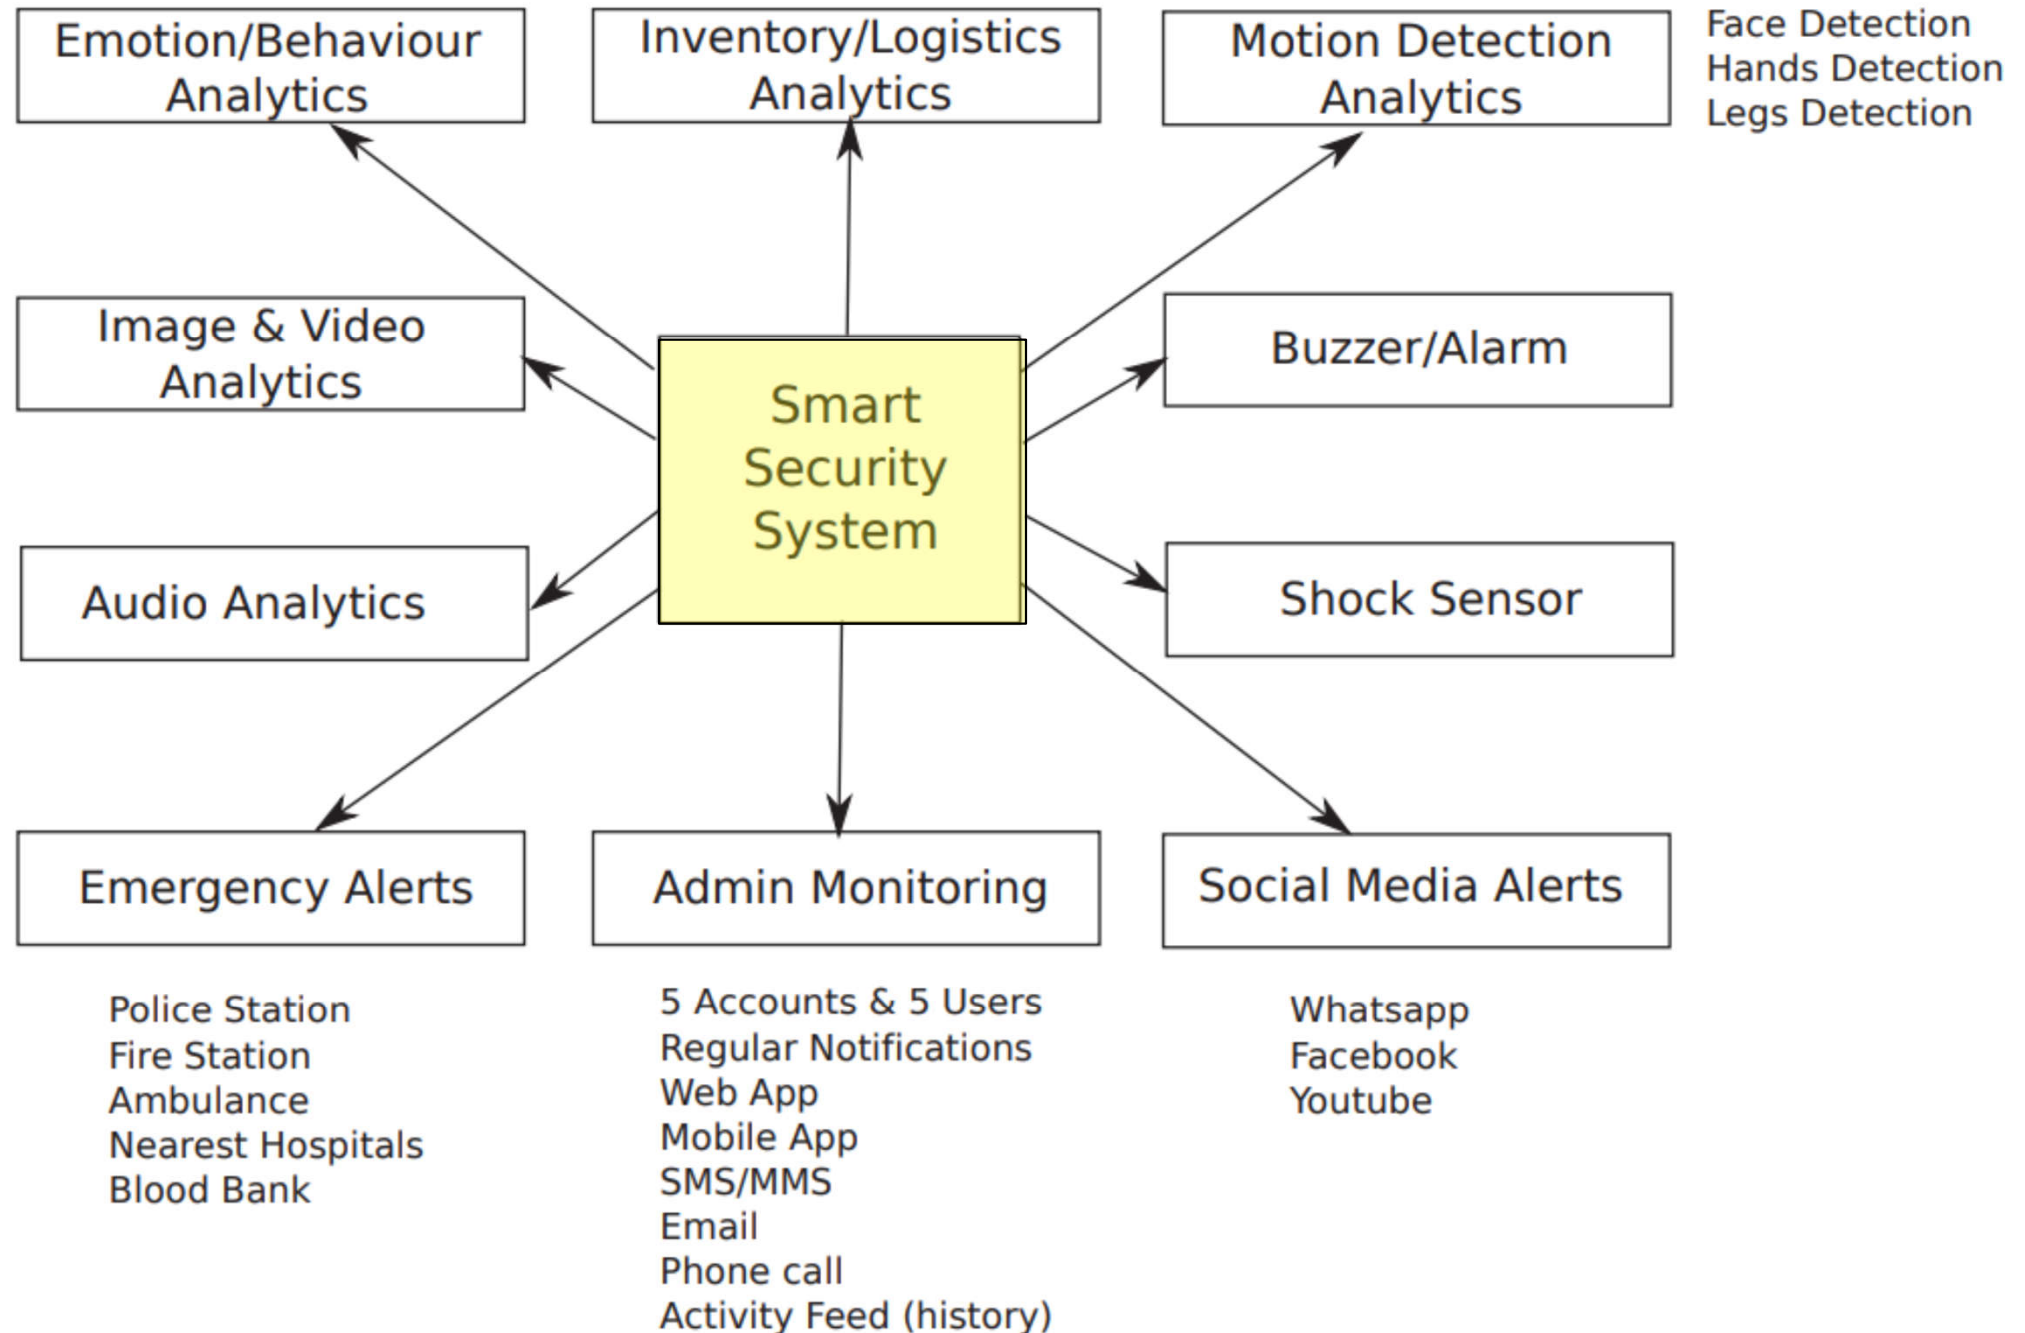 Emotion/Behaviour
Analytics
Inventory/Logistics
Analytics
Motion Detection
Analytics
Face Detection
Hands Detection
Legs Detection
Image & Video
Analytics
Buzzer/Alarm
Smart
Security
System
Audio Analytics
Shock Sensor
Emergency Alerts
Admin Monitoring
Social Media Alerts
Police Station
Fire Station
Ambulance
Nearest Hospitals
Blood Bank
5 Accounts & 5 Users
Regular Notifications
Web App
Mobile App
SMS/MMS
Email
Phone call
Activity Feed (history)
Whatsapp
Facebook
Youtube